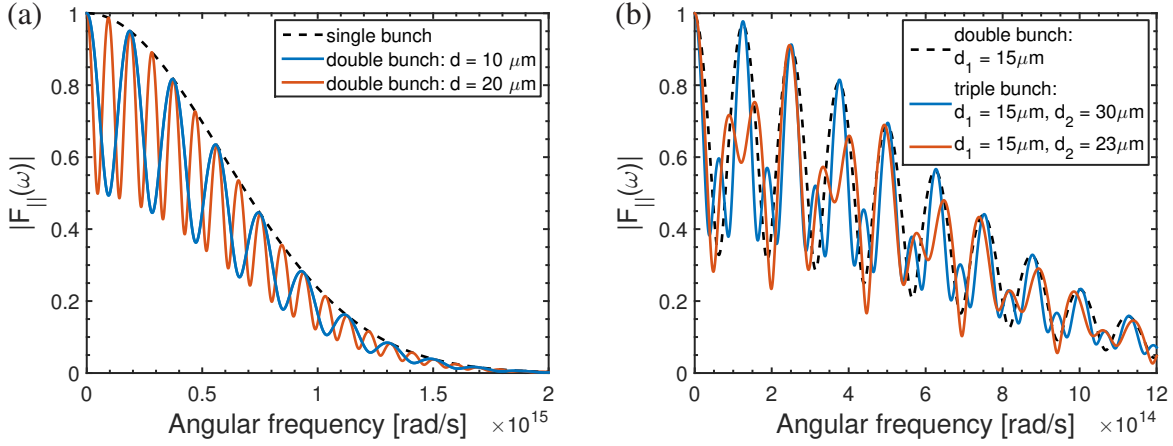 (a)
1
0.8
0.6
0.4
0.2
0
|F||(ω)|
single bunch
double bunch: d = 10 μm
double bunch: d = 20 μm
0
0.5
1
1.5
2
Angular frequency [rad/s]
×10^15
(b)
1
0.8
0.6
0.4
0.2
0
|F||(ω)|
double bunch:
d₁ = 15μm
triple bunch:
d₁ = 15μm, d₂ = 30μm
d₁ = 15μm, d₂ = 23μm
0
2
4
6
8
10
12
Angular frequency [rad/s]
×10^14